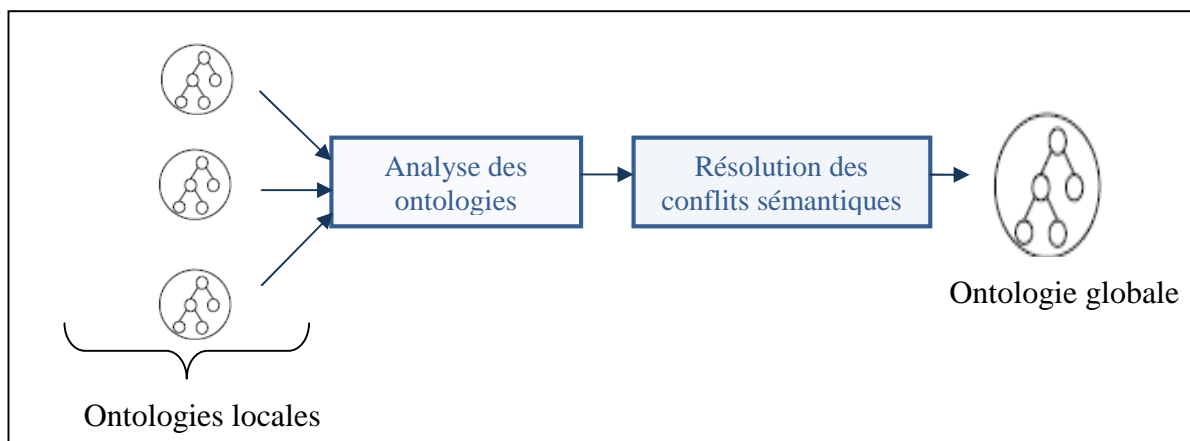 Analyse des
ontologies
Résolution des
conflits sémantiques
Ontologie globale
Ontologies locales